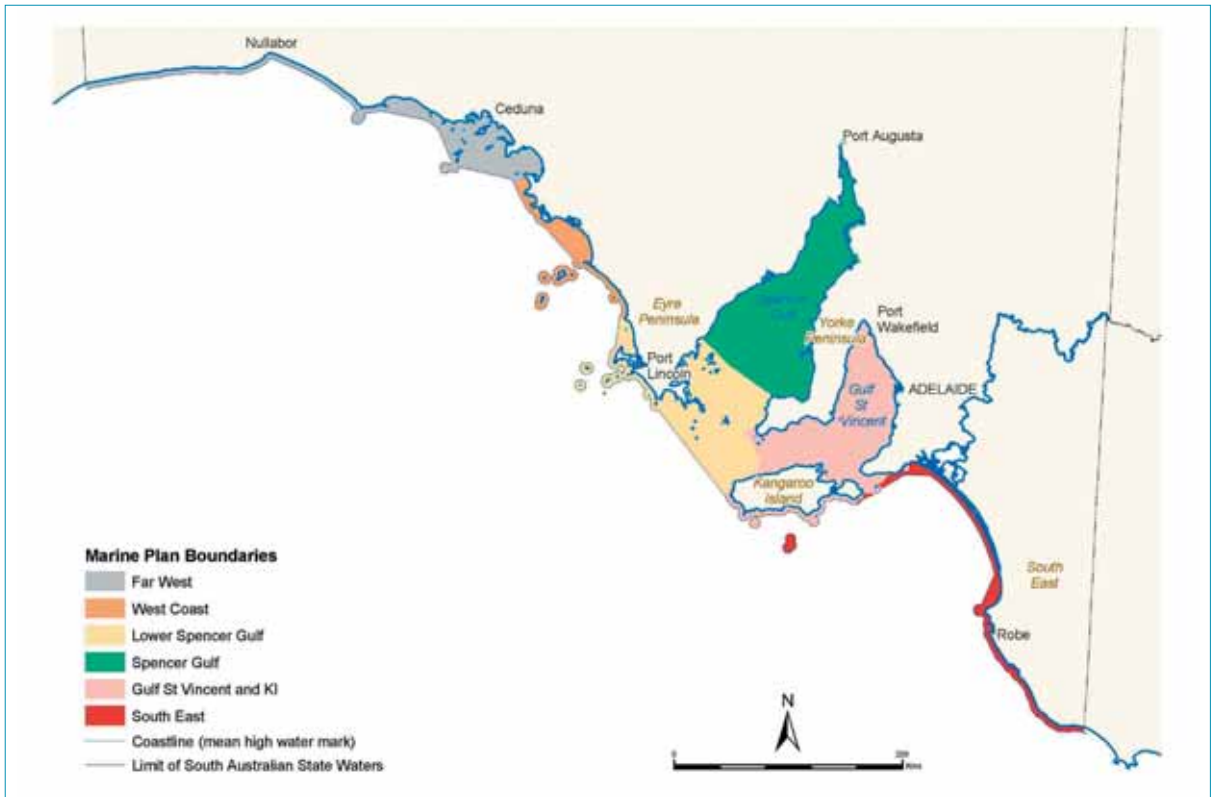 Nullabor
Ceduna
Port Augusta
Eyre
Peninsula
Spencer
Gulf
Yorke
Peninsula
Port
Wakefield
Port
Lincoln
Gulf
St
Vincent
ADELAIDE
Kangaroo
Island
South
East
Robe
Marine Plan Boundaries
Far West
West Coast
Lower Spencer Gulf
Spencer Gulf
Gulf St Vincent and KI
South East
Coastline (mean high water mark)
Limit of South Australian State Waters
N
0
Kms